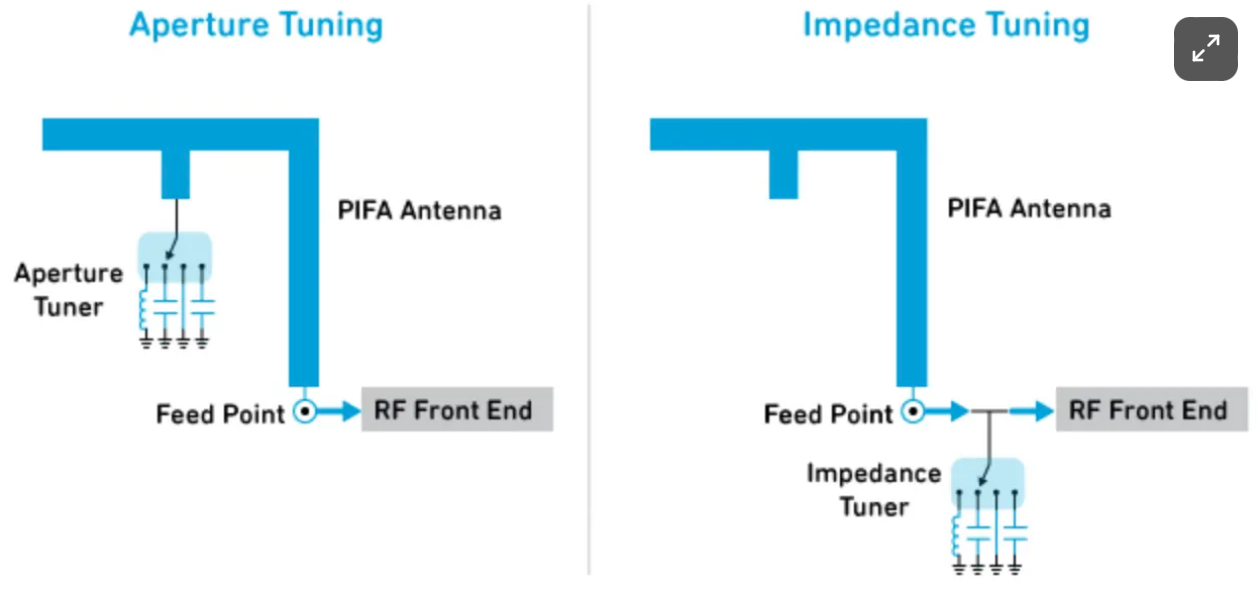 Aperture Tuning
PIFA Antenna
Aperture
Tuner
Feed Point
RF Front End
Impedance Tuning
PIFA Antenna
Feed Point
RF Front End
Impedance
Tuner